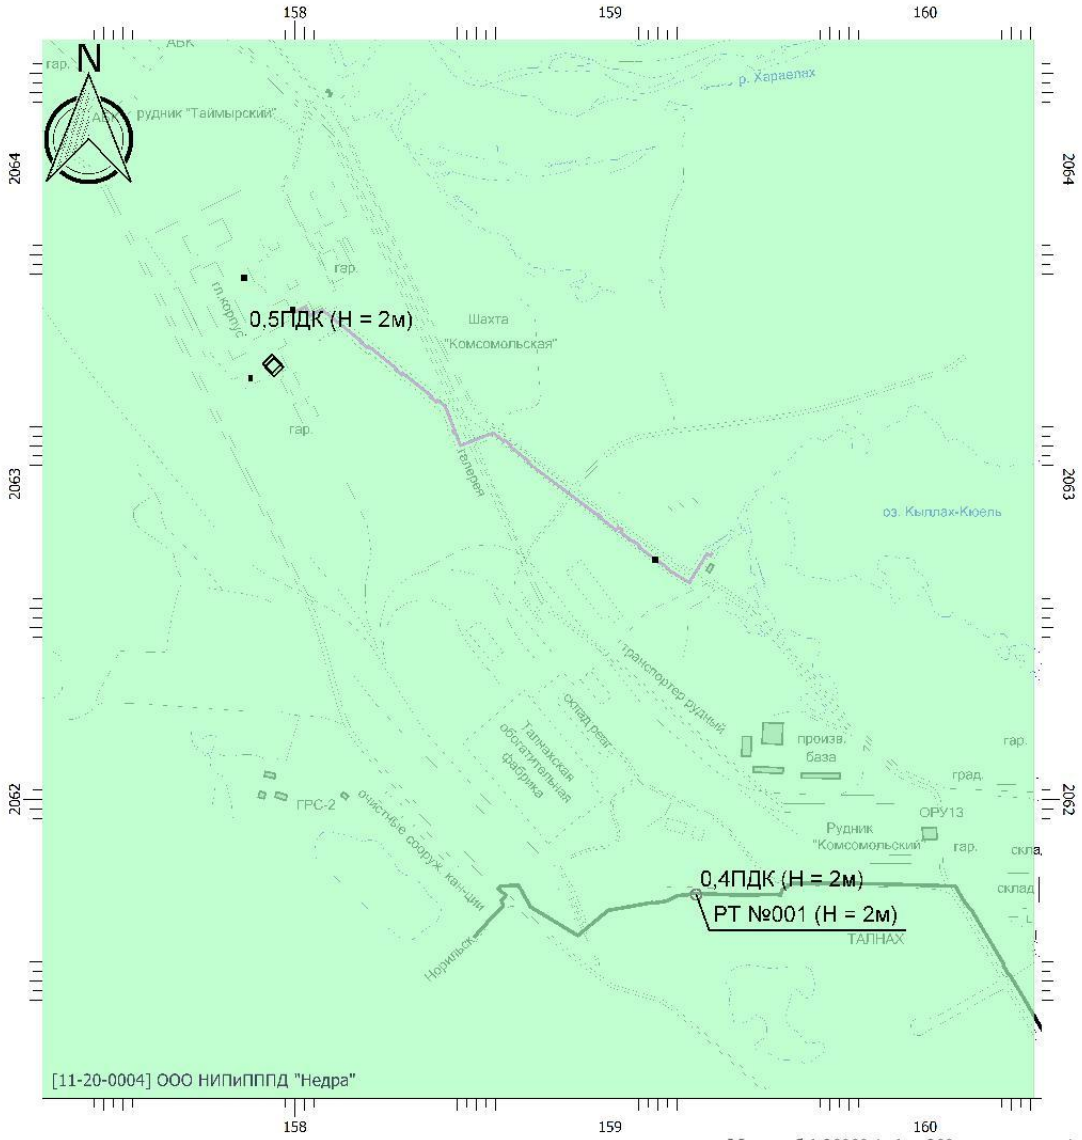 158
159
160
АБК
N
гар.
р. Хараелах
АБК
рудник "Таймырский"
2064
2064
гар.
гл.корпус
0,5ПДК (Н = 2м)
Шахта
"Комсомольская"
гар.
галерея
2063
2063
оз. Кыллах-Кюель
транспортер рудный
склад реаг
Талнахская
обогатительная
фабрика
произв.
база
гар.
град.
2062
2062
ГРС-2
очистные сооруж. кан-ции
ОРУ13
Рудник
"Комсомольский"
гар.
скла
склад
0,4ПДК (Н = 2м)
РТ №001 (Н = 2м)
ТАЛНАХ
Норильск
[11-20-0004] ООО НИПиПППД "Недра"
158
159
160